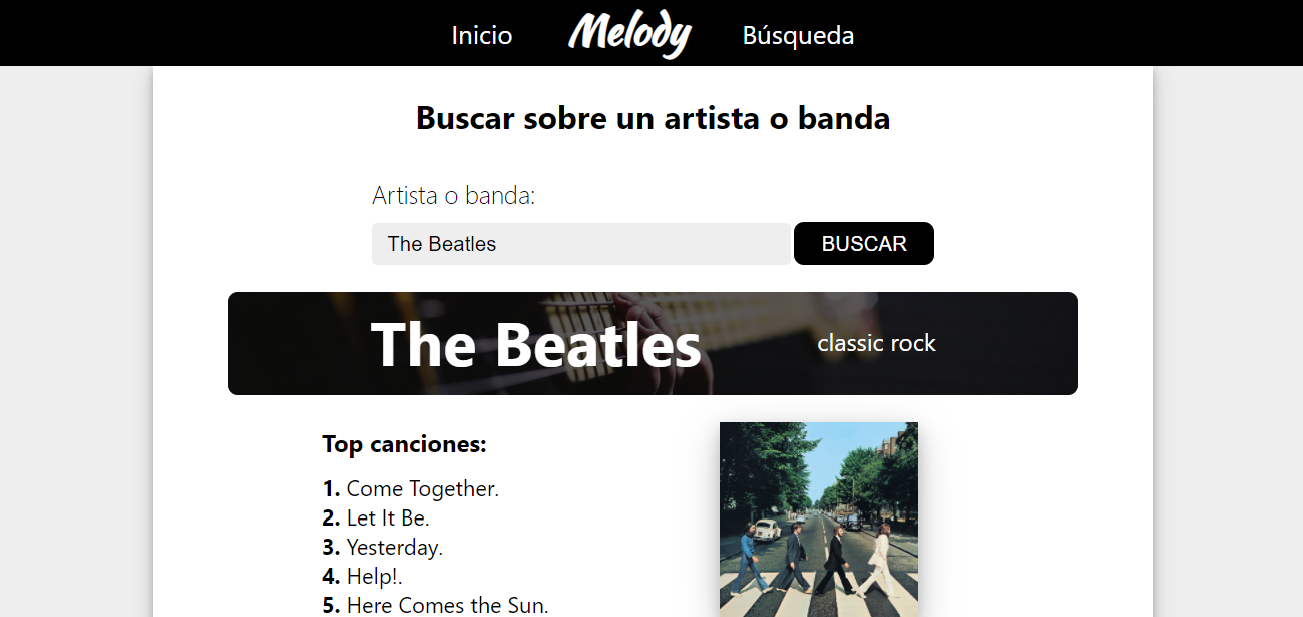 Inicio Melody Búsqueda
Buscar sobre un artista o banda
Artista o banda:
The Beatles BUSCAR
The Beatles classic rock
Top canciones:
1. Come Together.
2. Let It Be.
3. Yesterday.
4. Help!.
5. Here Comes the Sun.